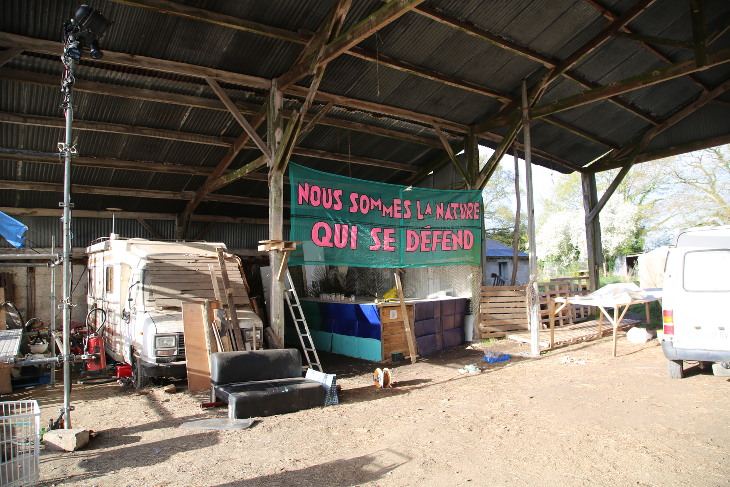 NOUS SOMMES LA NATURE
QUI SE DÉFEND